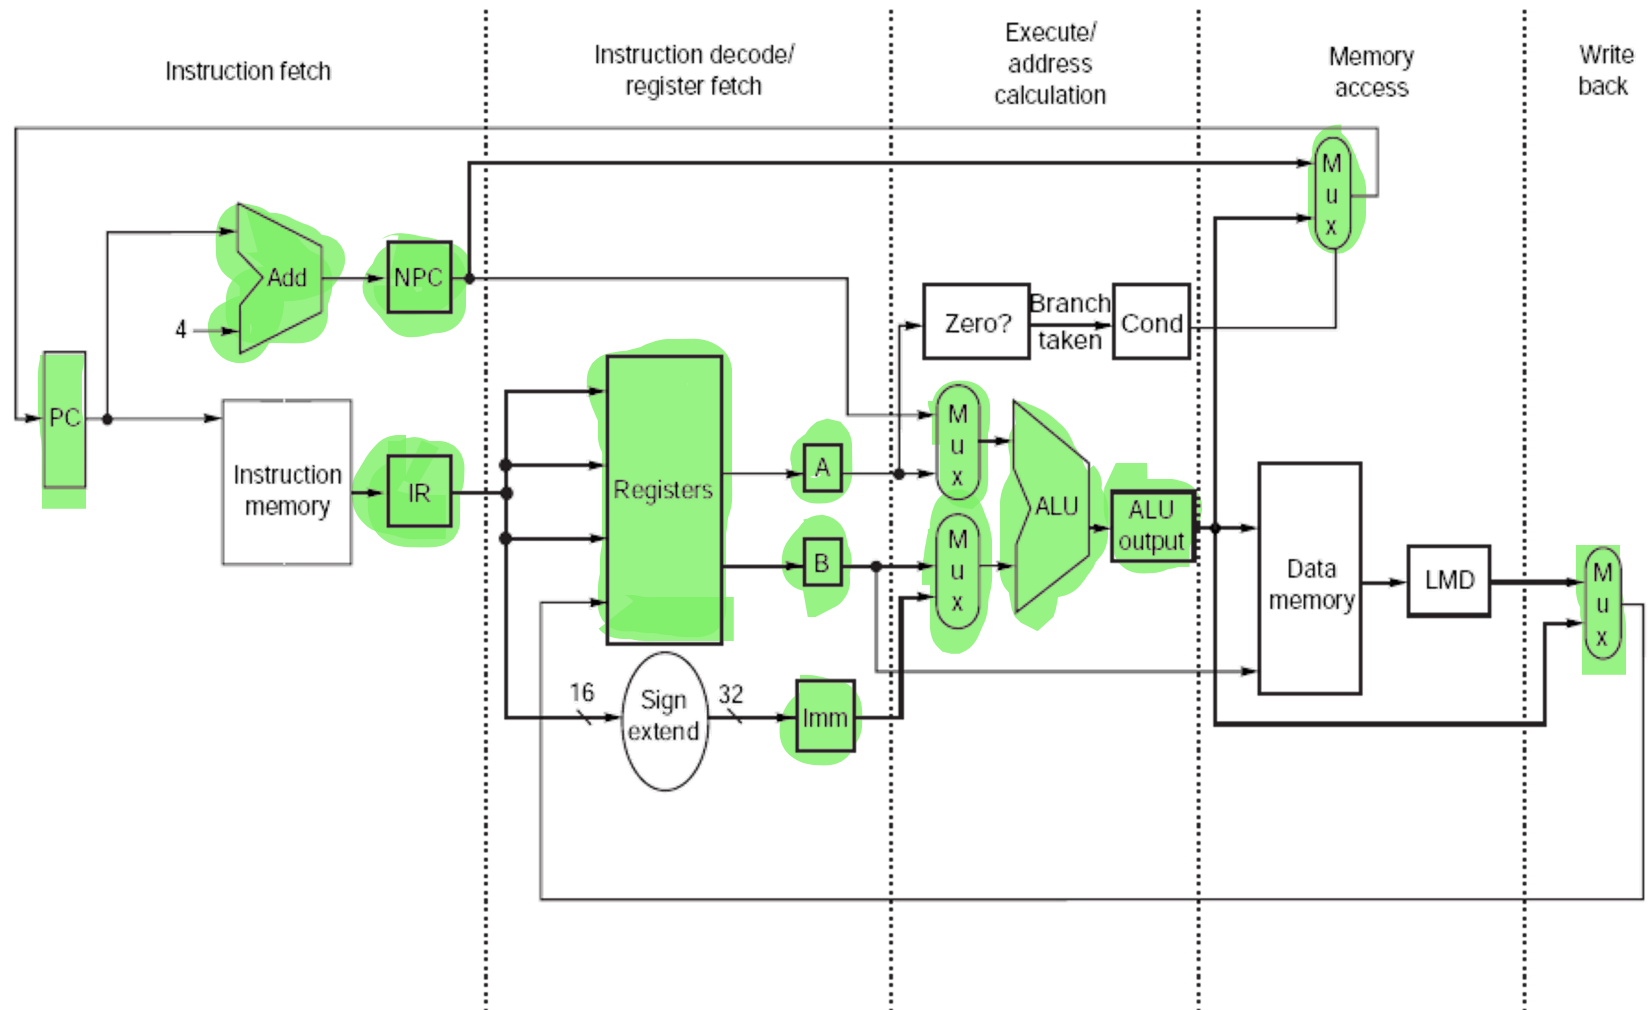 Instruction fetch
Instruction decode/
register fetch
Execute/
address
calculation
Memory
access
Write
back
M
u
x
Add
NPC
4
Zero?
Branch
taken
Cond
PC
Instruction
memory
IR
Registers
A
B
M
u
x
M
u
x
ALU
ALU
output
Data
memory
LMD
M
u
x
16
Sign
extend
32
Imm